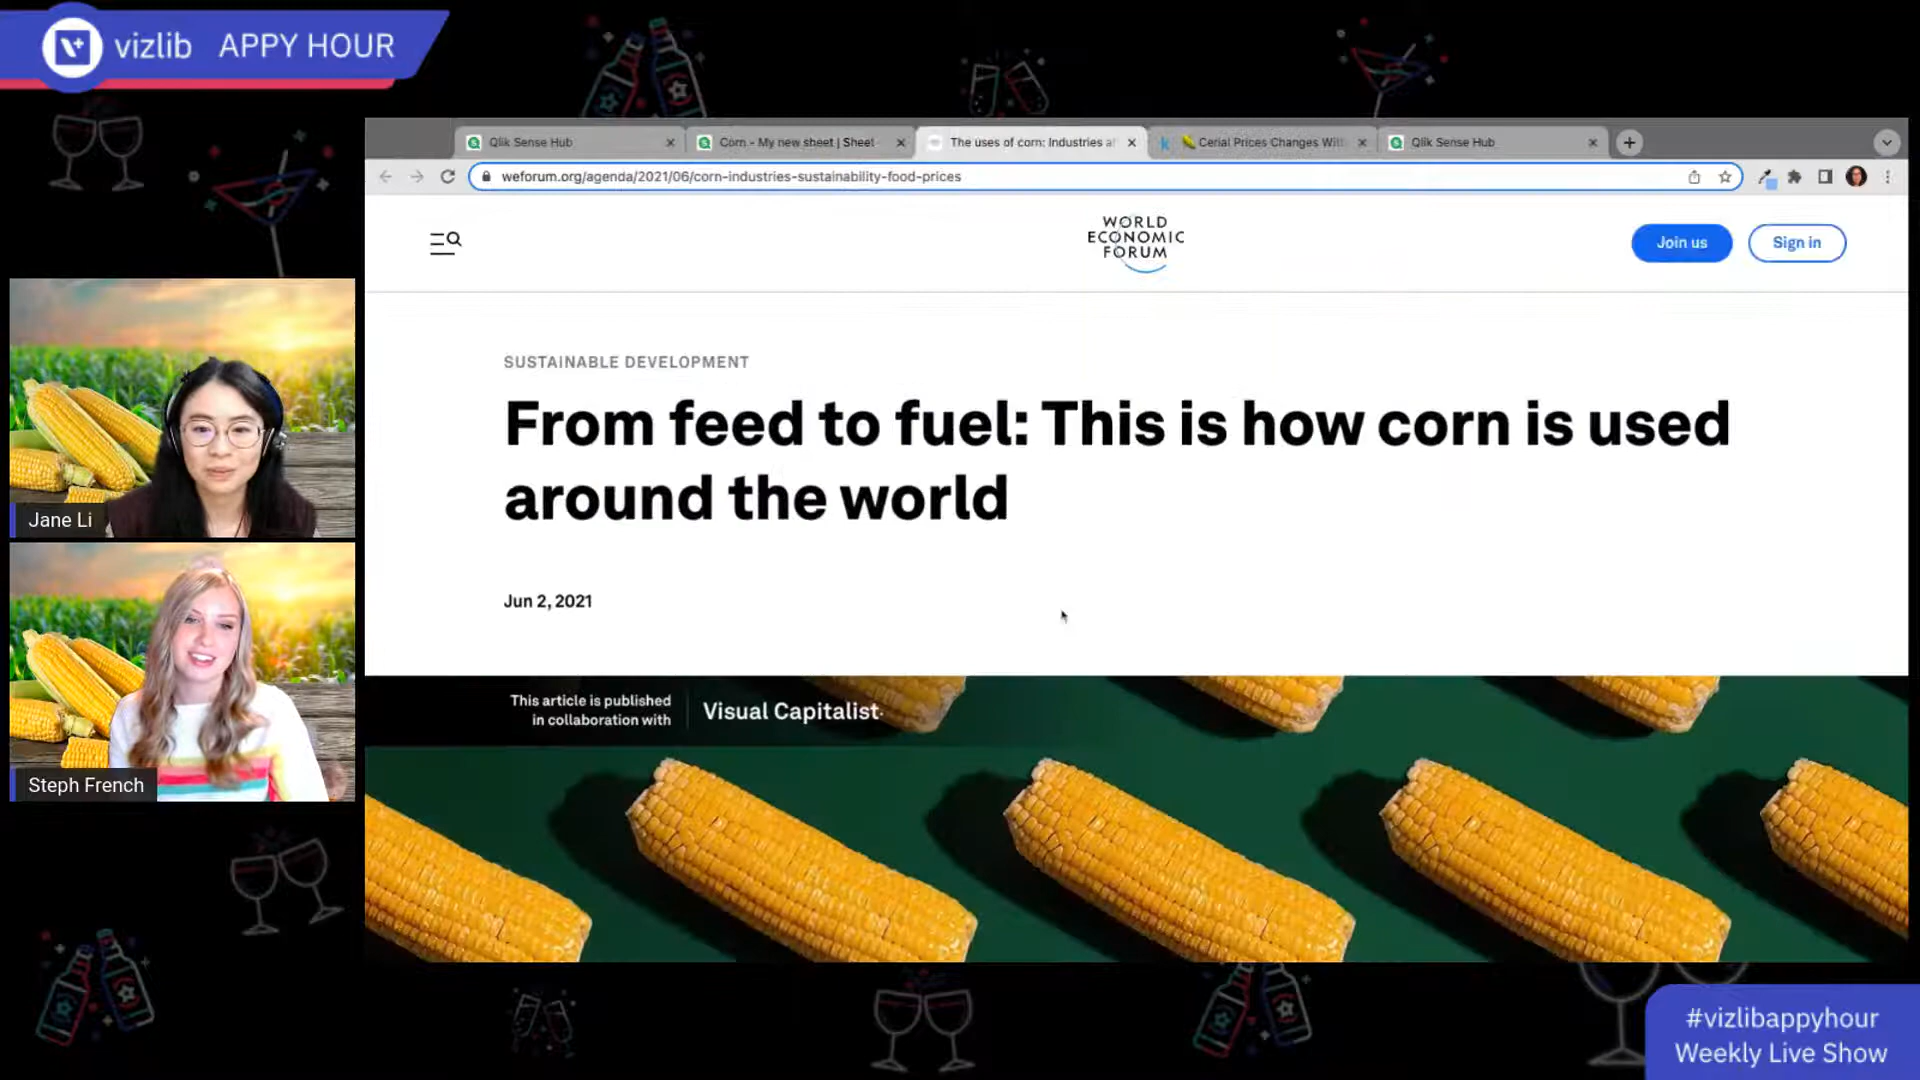 vizlib APPY HOUR
Qlik Sense Hub
Corn - My new sheet | Sheet
The uses of corn: Industries a
Cerial Prices Changes With
Qlik Sense Hub
weforum.org/agenda/2021/06/corn-industries-sustainability-food-prices
WORLD
ECONOMIC
FORUM
Join us
Sign in
SUSTAINABLE DEVELOPMENT
From feed to fuel: This is how corn is used
around the world
Jun 2, 2021
This article is published
in collaboration with
Visual Capitalist
Jane Li
Steph French
#vizlibappyhour
Weekly Live Show